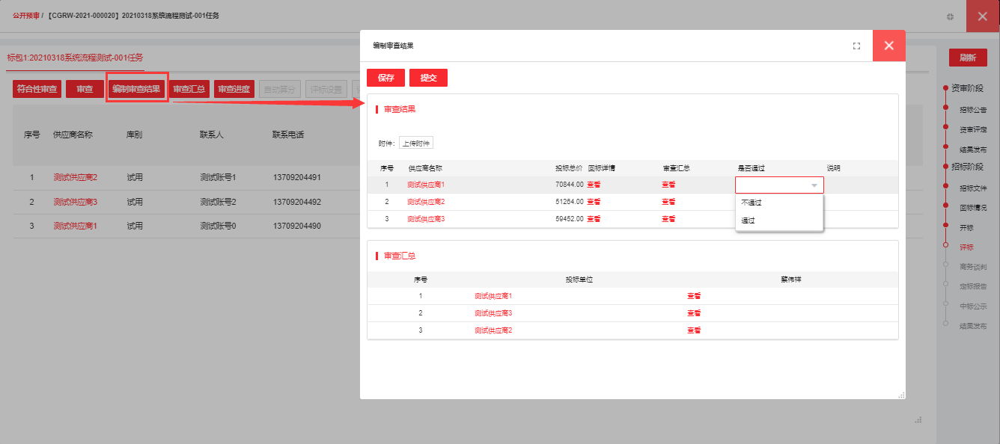 公开预审 / 【CGRW-2021-000020】20210318系统流程测试-001任务
标包1:20210318系统流程测试-001任务
符合性审查 审查 编制审查结果 审查汇总 审查进度 自动算分 评标设置
序号 供应商名称 库别 联系人 联系电话
1 测试供应商2 试用 测试账号1 13709204491
2 测试供应商3 试用 测试账号2 13709204492
3 测试供应商1 试用 测试账号0 13709204490
编制审查结果
保存 提交
审查结果
附件: 上传附件
序号 供应商名称 投标总价 回标详情 审查汇总 是否通过 说明
1 测试供应商1 70844.00 查看 查看
2 测试供应商2 51264.00 查看 查看
3 测试供应商3 59452.00 查看 查看
不通过
通过
审查汇总
序号 投标单位 蔡伟祥
1 测试供应商1 查看
2 测试供应商3 查看
3 测试供应商2 查看
刷新
资审阶段
招标公告
资审评定
结果发布
招标阶段
招标文件
回标情况
开标
评标
商务谈判
定标报告
中标公示
结果发布